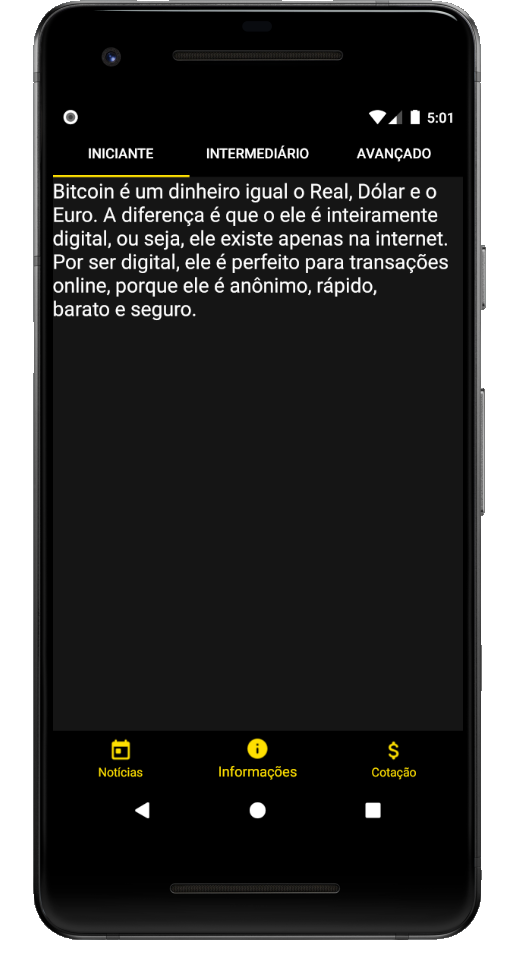 5:01
INICIANTE INTERMEDIÁRIO AVANÇADO
Bitcoin é um dinheiro igual o Real, Dólar e o
Euro. A diferença é que o ele é inteiramente
digital, ou seja, ele existe apenas na internet.
Por ser digital, ele é perfeito para transações
online, porque ele é anônimo, rápido,
barato e seguro.
Notícias Informações Cotação